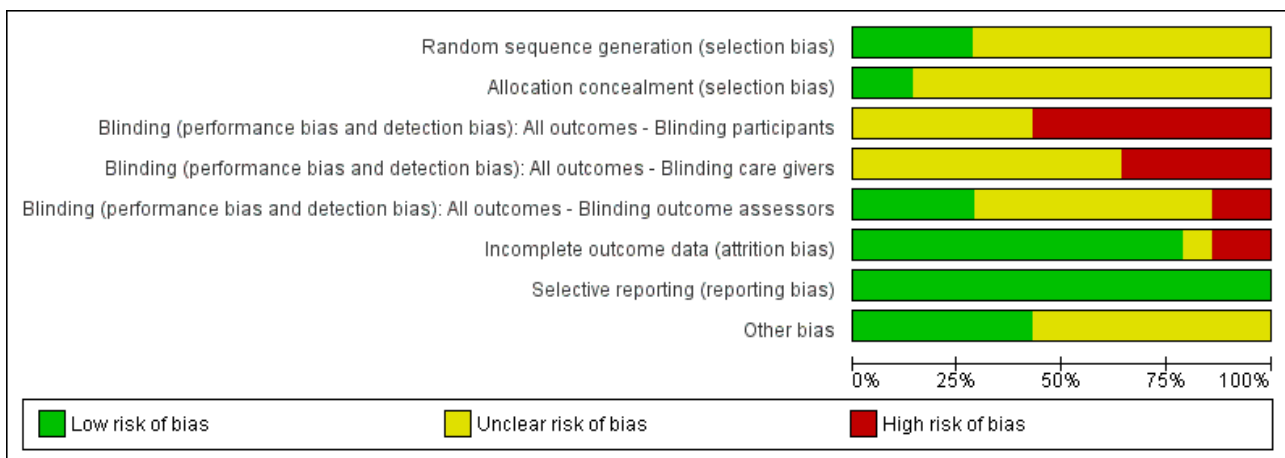 Random sequence generation (selection bias)
Allocation concealment (selection bias)
Blinding (performance bias and detection bias): All outcomes - Blinding participants
Blinding (performance bias and detection bias): All outcomes - Blinding care givers
Blinding (performance bias and detection bias): All outcomes - Blinding outcome assessors
Incomplete outcome data (attrition bias)
Selective reporting (reporting bias)
Other bias
0% 25% 50% 75% 100%
Low risk of bias Unclear risk of bias High risk of bias